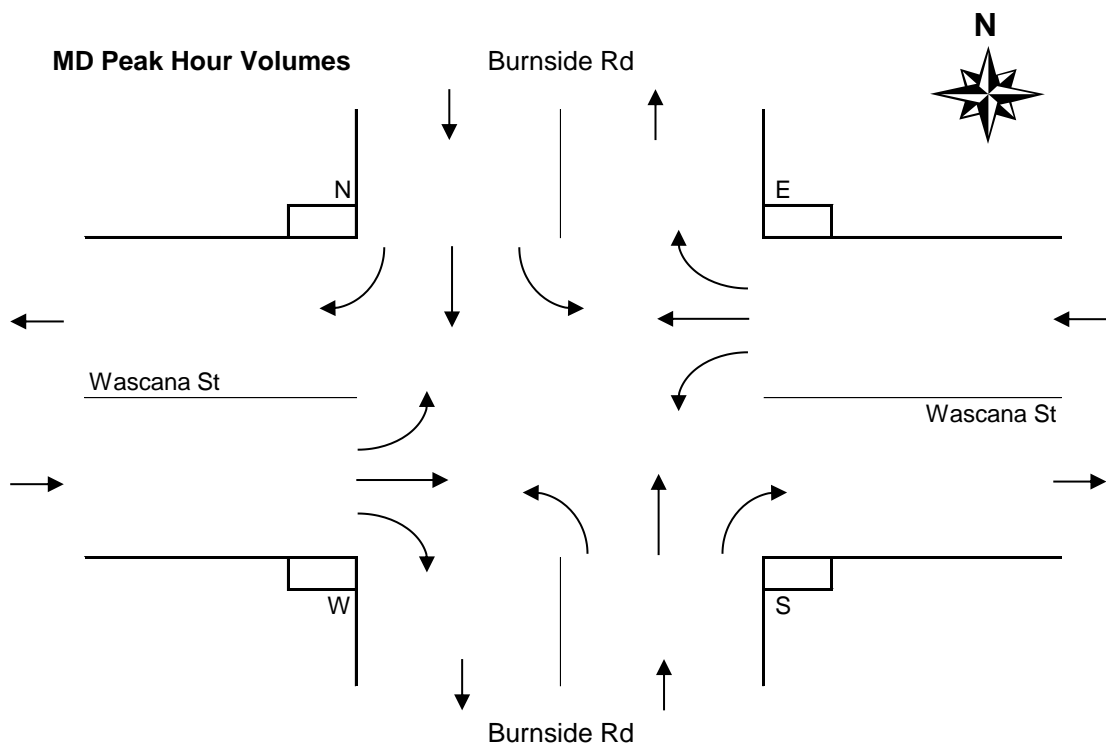 N
MD Peak Hour Volumes
Burnside Rd
N
E
Wascana St
Wascana St
W
S
Burnside Rd